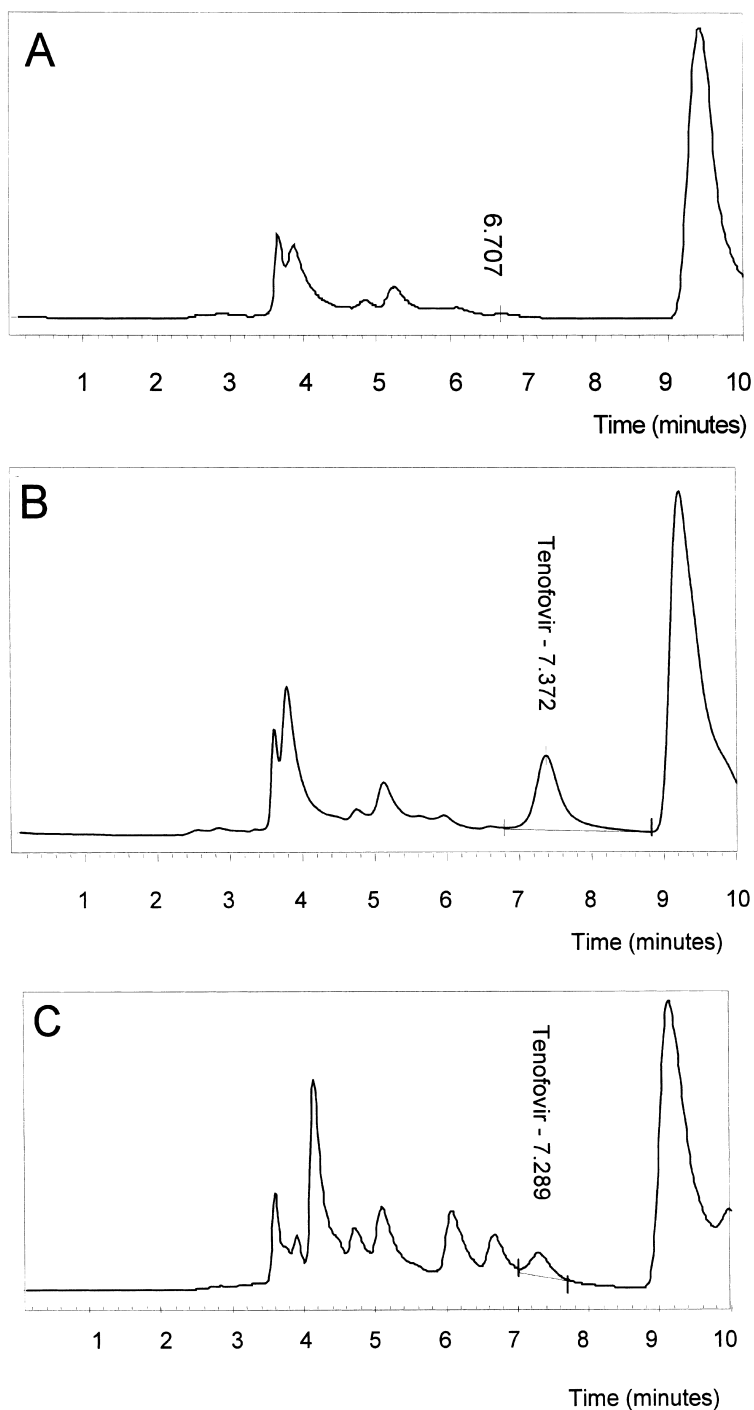 A
6.707
1 2 3 4 5 6 7 8 9 10
Time (minutes)
B
Tenofovir - 7.372
1 2 3 4 5 6 7 8 9 10
Time (minutes)
C
Tenofovir - 7.289
1 2 3 4 5 6 7 8 9 10
Time (minutes)